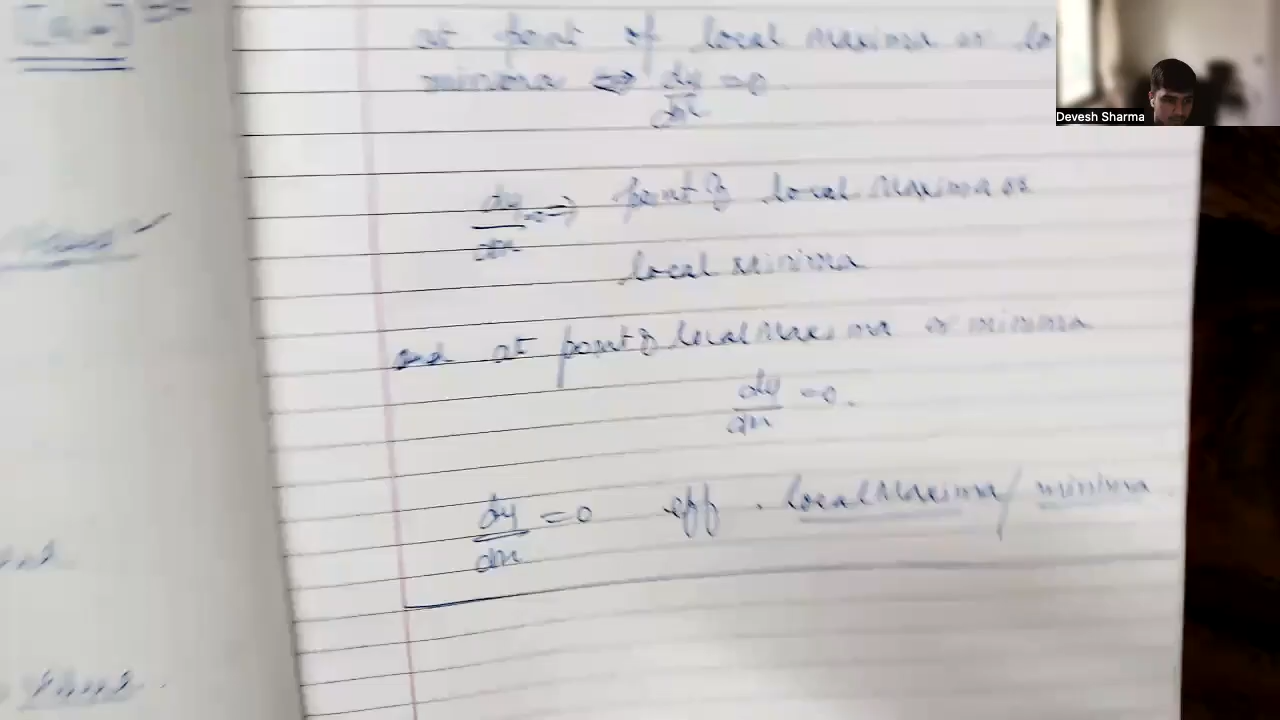 at point of local maxima or lo
minima ⇔ dy/dx = 0.
dy/dx = 0 ⇒ point of local maxima or
local minima
and at point of local maxima or minima
dy/dx = 0.
dy/dx = 0 iff . local maxima / minima.
Devesh Sharma